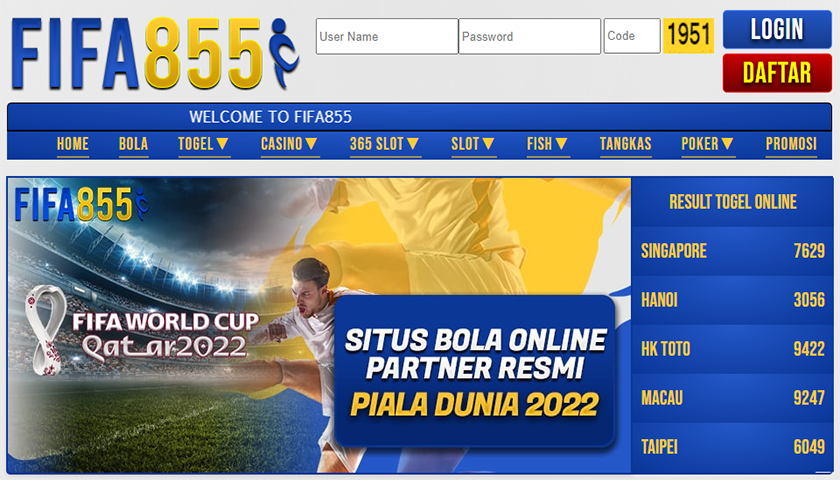 FIFA855
User Name
Password
Code
1951
LOGIN
DAFTAR
WELCOME TO FIFA855
HOME BOLA TOGEL▼ CASINO▼ 365 SLOT▼ SLOT▼ FISH▼ TANGKAS POKER▼ PROMOSI
FIFA855
FIFA WORLD CUP
Qatar2022
SITUS BOLA ONLINE
PARTNER RESMI
PIALA DUNIA 2022
RESULT TOGEL ONLINE
SINGAPORE 7629
HANOI 3056
HK TOTO 9422
MACAU 9247
TAIPEI 6049